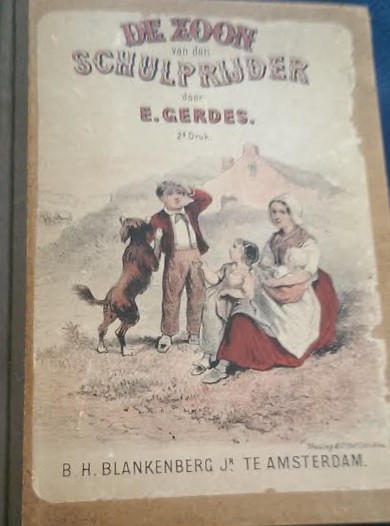 DE ZOON
van den
SCHULPRIJDER
door
E. GERDES.
2e Druk.
B. H. BLANKENBERG JR. TE AMSTERDAM.